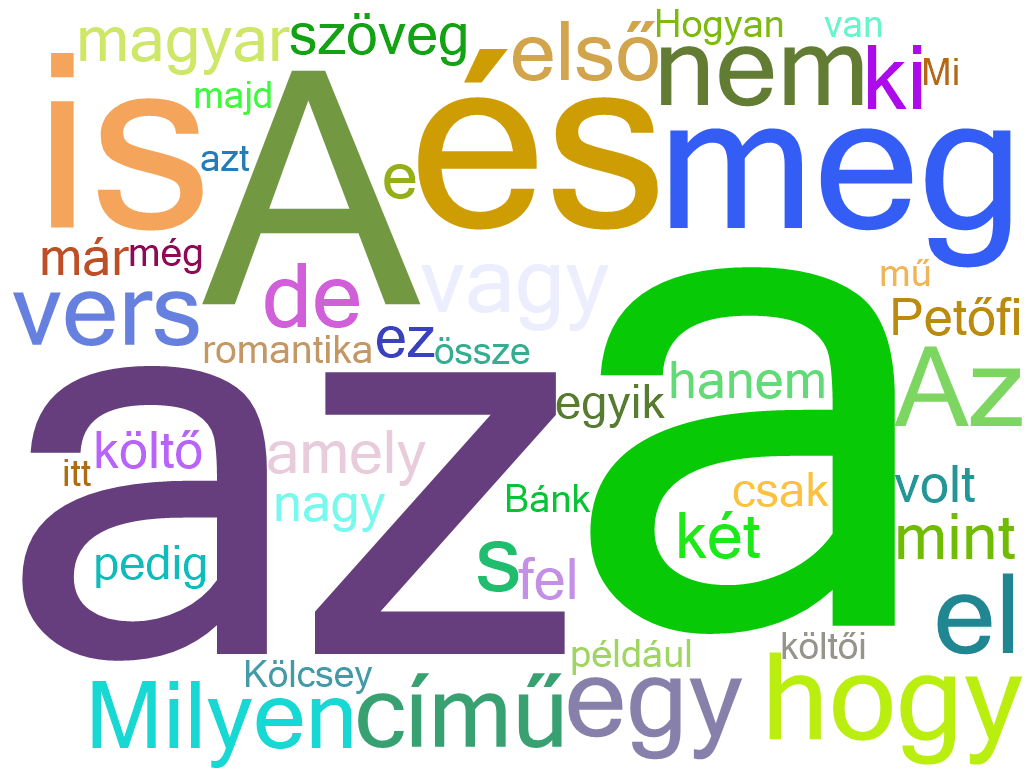 magyar
szöveg
első
Hogyan
van
nem
ki
Mi
is
majd
A
és
meg
azt
e
már
még
vers
de
vagy
mű
Petőfi
romantika
ez
össze
az
a
hanem
Az
egyik
költő
amely
itt
nagy
Bánk
csak
volt
két
mint
pedig
s
fel
el
Kölcsey
például
költői
Milyen
című
egy
hogy